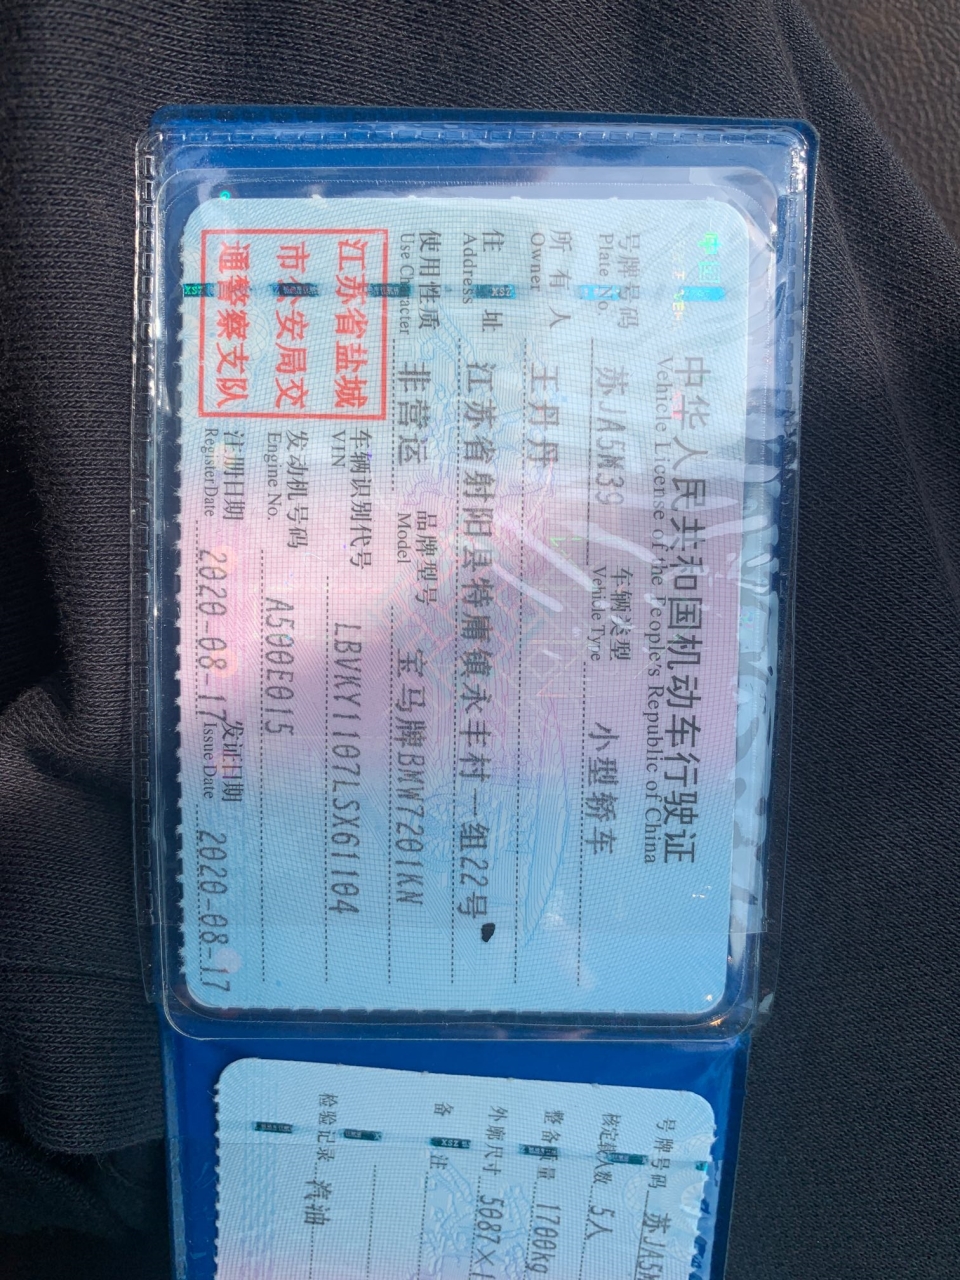 中华人民共和国机动车行驶证
Vehicle License of the People's Republic of China
号牌号码 苏JA5M39 车辆类型 小型轿车
Plate No. Vehicle Type
所有人 王丹丹
Owner
住址 江苏省射阳县特庸镇永丰村一组22号
Address
使用性质 非营运 品牌型号 宝马牌BMW7201KN
Use Character Model
江苏省盐城
市公安局交
通警察支队
车辆识别代号 LBVKY1107LSX61104
VIN
发动机号码 A500E015
Engine No.
注册日期 2020-08-17 发证日期 2020-08-17
Register Date Issue Date
号牌号码 苏JA5
核定载人数 5人
整备质量 1700kg
外廓尺寸 5087×
备注
检验记录 汽油